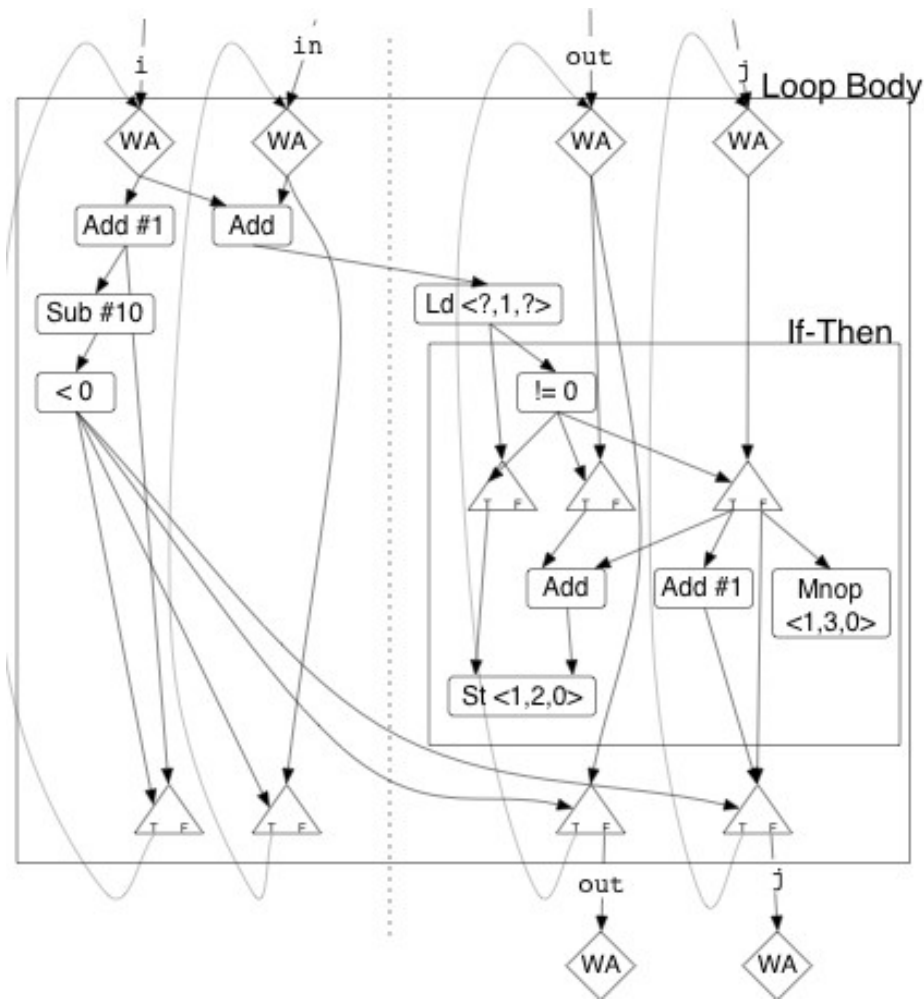 i
in
out
j
Loop Body
WA
WA
WA
WA
Add #1
Add
Sub #10
Ld <?,1,?>
If-Then
< 0
!= 0
T F
T F
T F
Add
Add #1
Mnop
<1,3,0>
St <1,2,0>
T F
T F
T F
T F
out
j
WA
WA